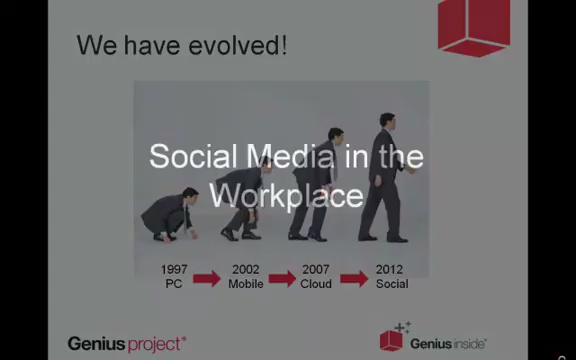 We have evolved!
Social Media in the
Workplace
1997 2002 2007 2012
PC Mobile Cloud Social
Genius project
Genius inside